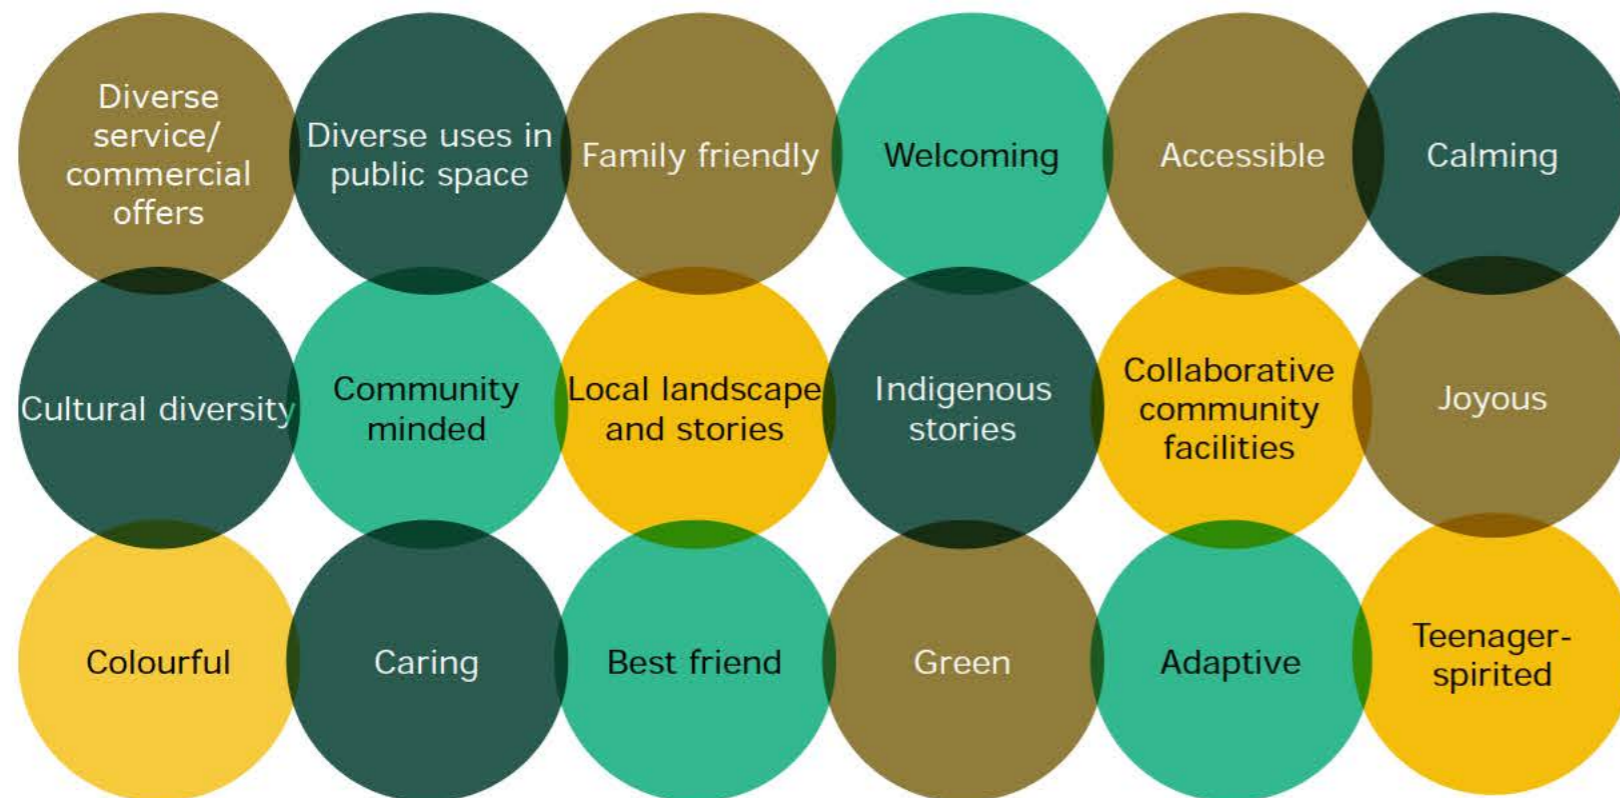 Diverse
service/
commercial
offers
Diverse uses in
public space
Family friendly
Welcoming
Accessible
Calming
Cultural diversity
Community
minded
Local landscape
and stories
Indigenous
stories
Collaborative
community
facilities
Joyous
Colourful
Caring
Best friend
Green
Adaptive
Teenager-
spirited